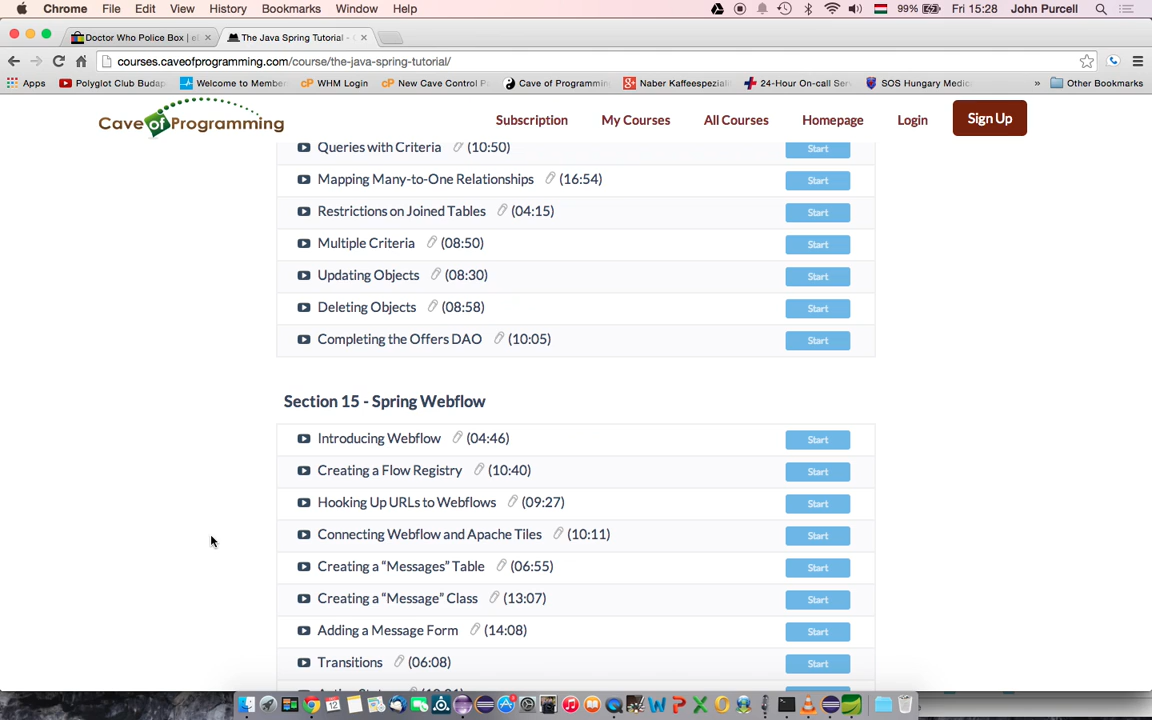 Chrome File Edit View History Bookmarks Window Help 99% Fri 15:28 John Purcell
Doctor Who Police Box | e
The Java Spring Tutorial -
courses.caveofprogramming.com/course/the-java-spring-tutorial/
Apps Polyglot Club Budap Welcome to Membe WHM Login New Cave Control P Cave of Programmin Naber Kaffeespeziali 24-Hour On-call Serv SOS Hungary Medic » Other Bookmarks
Cave of Programming Subscription My Courses All Courses Homepage Login Sign Up
Queries with Criteria (10:50) Start
Mapping Many-to-One Relationships (16:54) Start
Restrictions on Joined Tables (04:15) Start
Multiple Criteria (08:50) Start
Updating Objects (08:30) Start
Deleting Objects (08:58) Start
Completing the Offers DAO (10:05) Start
Section 15 - Spring Webflow
Introducing Webflow (04:46) Start
Creating a Flow Registry (10:40) Start
Hooking Up URLs to Webflows (09:27) Start
Connecting Webflow and Apache Tiles (10:11) Start
Creating a “Messages” Table (06:55) Start
Creating a “Message” Class (13:07) Start
Adding a Message Form (14:08) Start
Transitions (06:08) Start